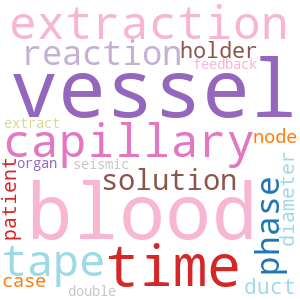 extraction
reaction holder
feedback
vessel
extract
capillary node
organ seismic
patient
solution
blood
phase
diameter
tape time
case duct
double